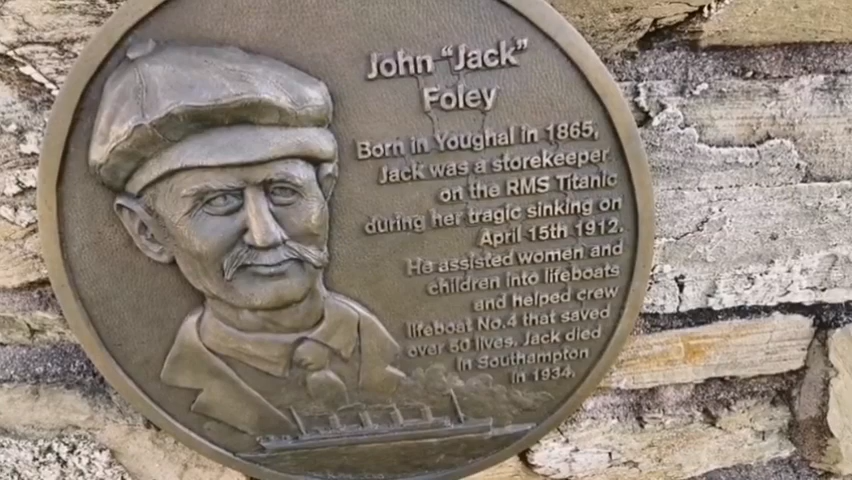 John “Jack”
Foley
Born in Youghal in 1865,
Jack was a storekeeper
on the RMS Titanic
during her tragic sinking on
April 15th 1912.
He assisted women and
children into lifeboats
and helped crew
lifeboat No.4 that saved
over 50 lives. Jack died
in Southampton
in 1934.